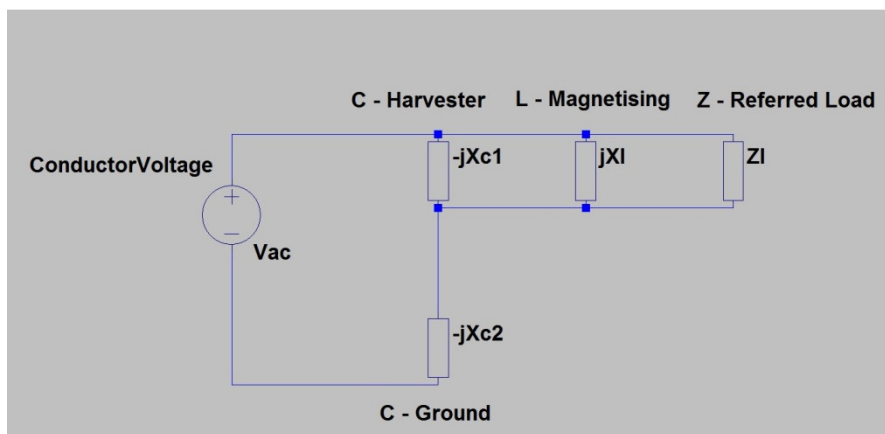 C - Harvester
L - Magnetising
Z - Referred Load
ConductorVoltage
-jXc1
jXl
Zl
Vac
-jXc2
C - Ground